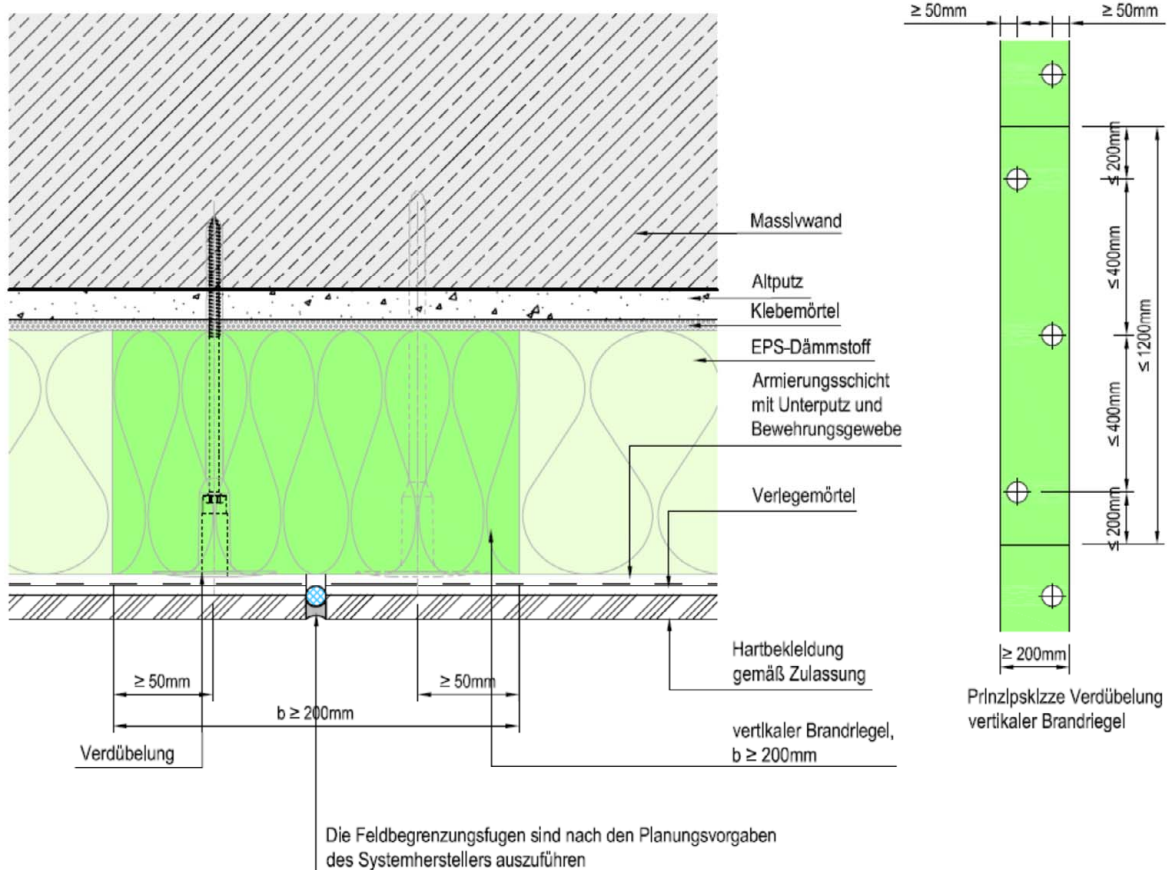 ≥ 50mm
≥ 50mm
Massivwand
Altputz
Klebemörtel
EPS-Dämmstoff
Armierungsschicht
mit Unterputz und
Bewehrungsgewebe
Verlegemörtel
Hartbekleidung
gemäß Zulassung
vertikaler Brandriegel,
b ≥ 200mm
≥ 50mm
≥ 50mm
b ≥ 200mm
Verdübelung
Die Feldbegrenzungsfugen sind nach den Planungsvorgaben
des Systemherstellers auszuführen
≤ 200mm
≤ 400mm
≤ 1200mm
≤ 400mm
≤ 200mm
≥ 200mm
Prinzipskizze Verdübelung
vertikaler Brandriegel